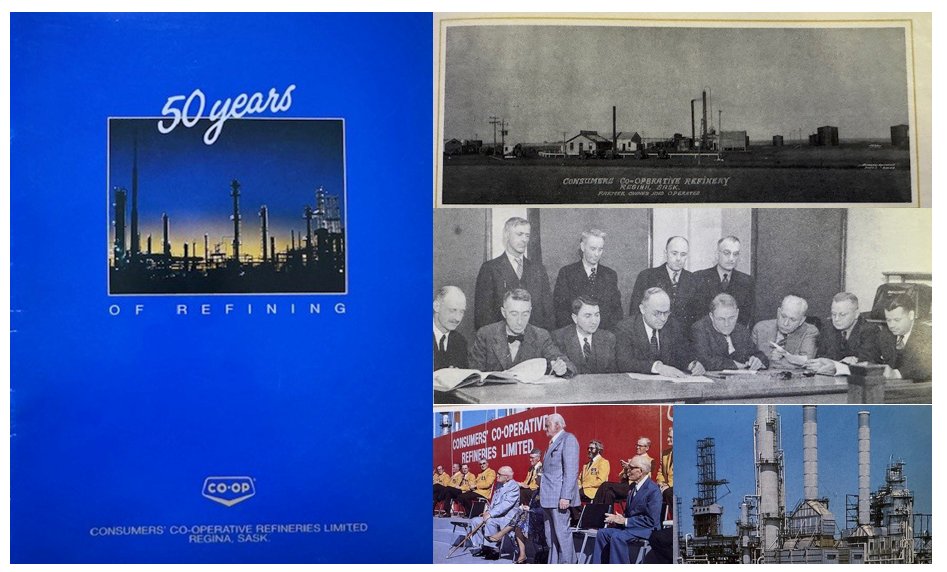 50 years
OF REFINING
CO-OP
CONSUMERS' CO-OPERATIVE REFINERIES LIMITED
REGINA, SASK.
CONSUMERS CO-OPERATIVE REFINERY
REGINA, SASK.
FARMER OWNED AND OPERATED
CONSUMERS' CO-OPERATIVE
REFINERIES LIMITED